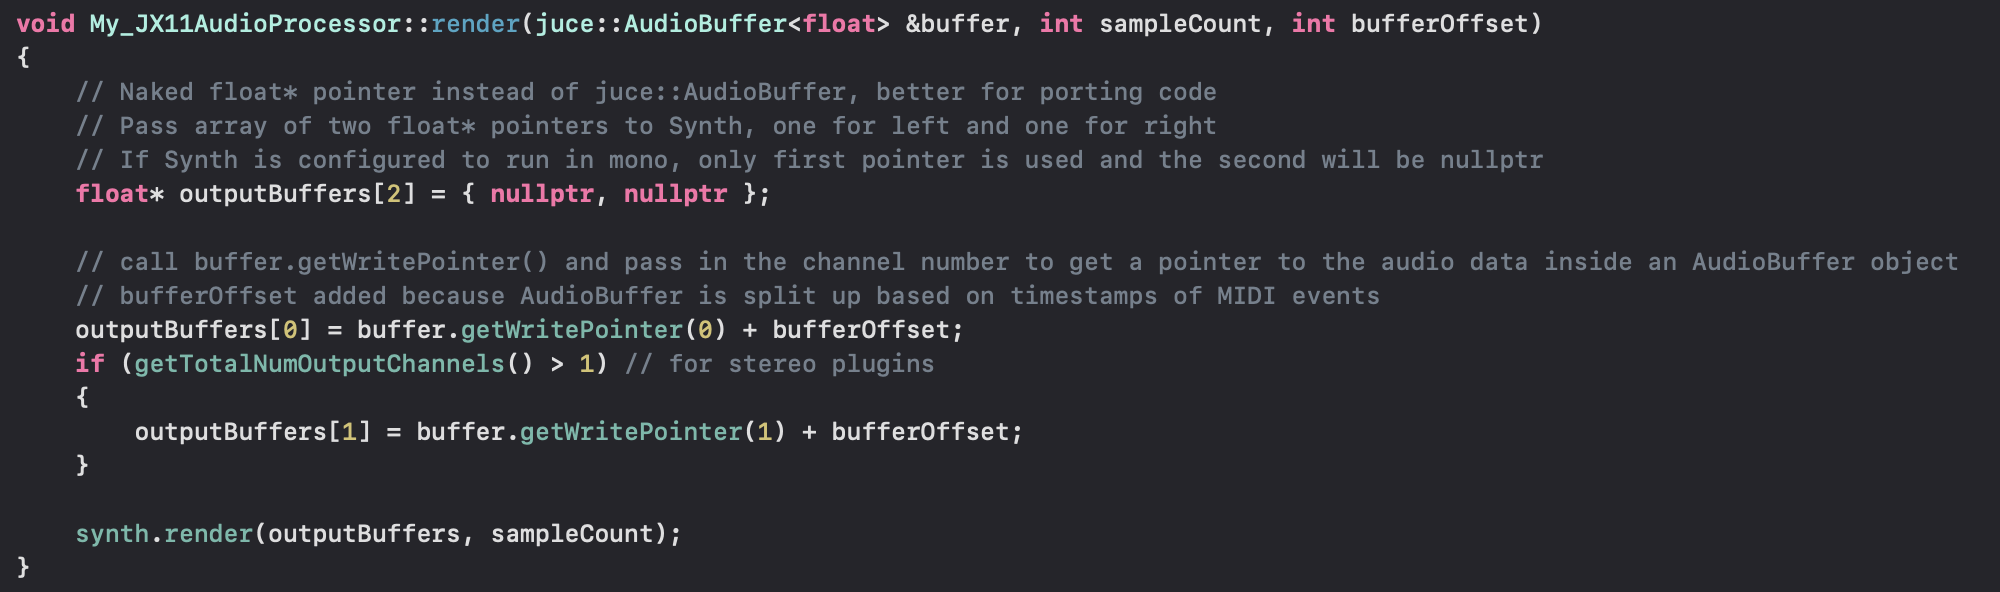 void My_JX11AudioProcessor::render(juce::AudioBuffer<float> &buffer, int sampleCount, int bufferOffset)
{
    // Naked float* pointer instead of juce::AudioBuffer, better for porting code
    // Pass array of two float* pointers to Synth, one for left and one for right
    // If Synth is configured to run in mono, only first pointer is used and the second will be nullptr
    float* outputBuffers[2] = { nullptr, nullptr };

    // call buffer.getWritePointer() and pass in the channel number to get a pointer to the audio data inside an AudioBuffer object
    // bufferOffset added because AudioBuffer is split up based on timestamps of MIDI events
    outputBuffers[0] = buffer.getWritePointer(0) + bufferOffset;
    if (getTotalNumOutputChannels() > 1) // for stereo plugins
    {
        outputBuffers[1] = buffer.getWritePointer(1) + bufferOffset;
    }

    synth.render(outputBuffers, sampleCount);
}